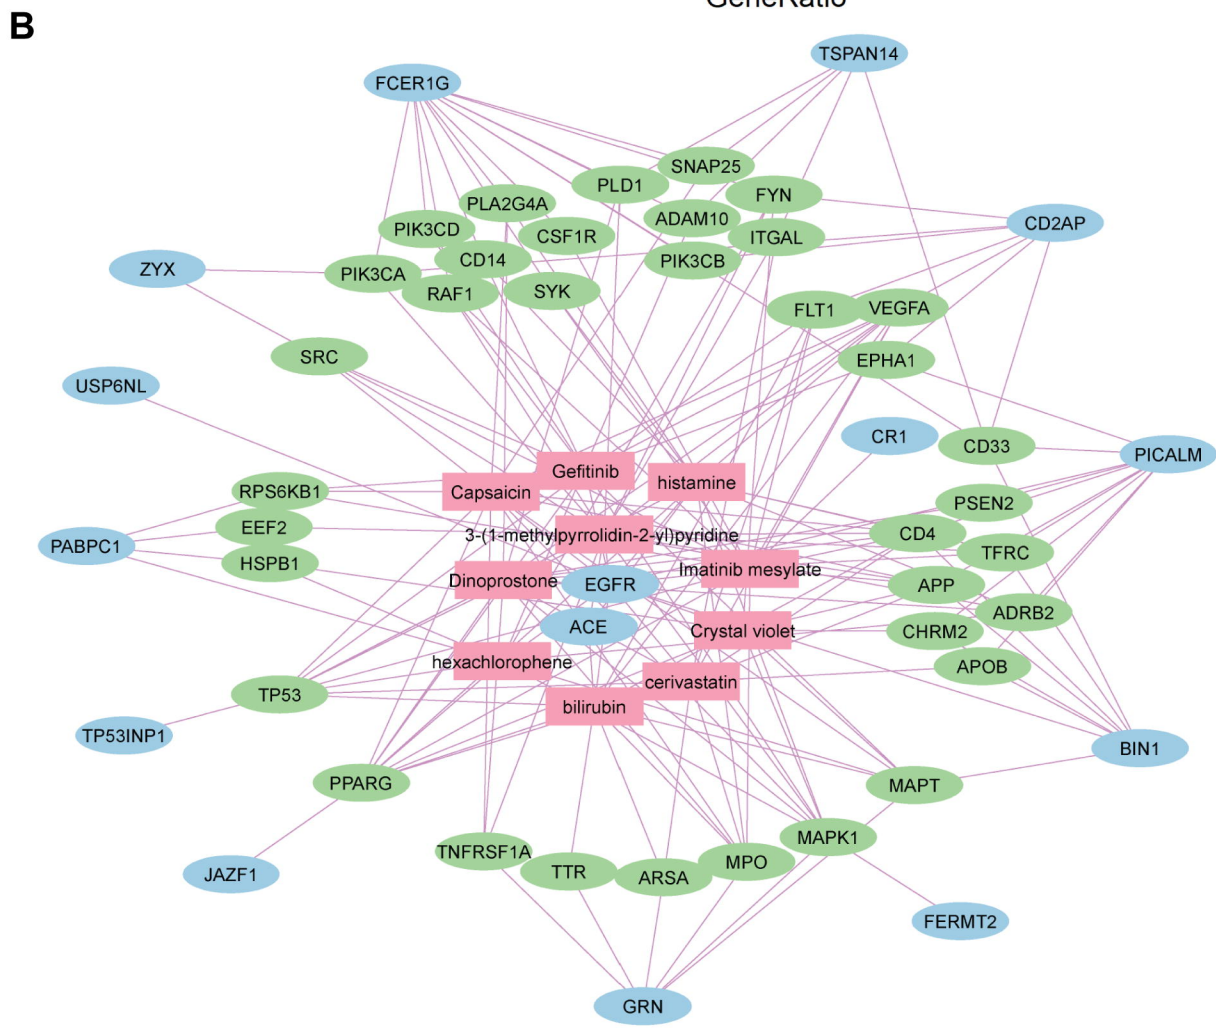 GeneRatio
B
TSPAN14
FCER1G
SNAP25
PLD1
FYN
PLA2G4A
ADAM10
CD2AP
PIK3CD
CSF1R
ITGAL
CD14
PIK3CB
ZYX
PIK3CA
RAF1
SYK
FLT1
VEGFA
SRC
EPHA1
USP6NL
CR1
CD33
PICALM
Gefitinib
histamine
Capsaicin
RPS6KB1
PSEN2
EEF2
CD4
3-(1-methylpyrrolidin-2-yl)pyridine
PABPC1
TFRC
HSPB1
Imatinib mesylate
Dinoprostone
EGFR
APP
ADRB2
ACE
Crystal violet
CHRM2
hexachlorophene
APOB
cerivastatin
TP53
bilirubin
TP53INP1
BIN1
PPARG
MAPT
MAPK1
TNFRSF1A
MPO
TTR
ARSA
JAZF1
FERMT2
GRN